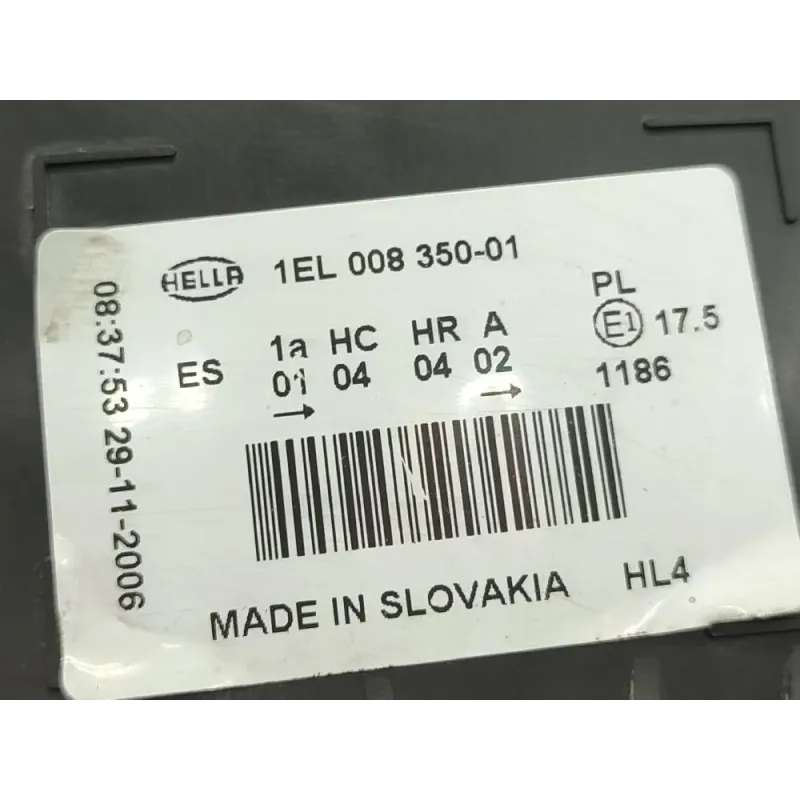 HELLA 1EL 008 350-01
PL
ES 1a HC HR A E1 17.5
01 04 04 02 1186
→ →
MADE IN SLOVAKIA HL4
08:37:53 29-11-2006